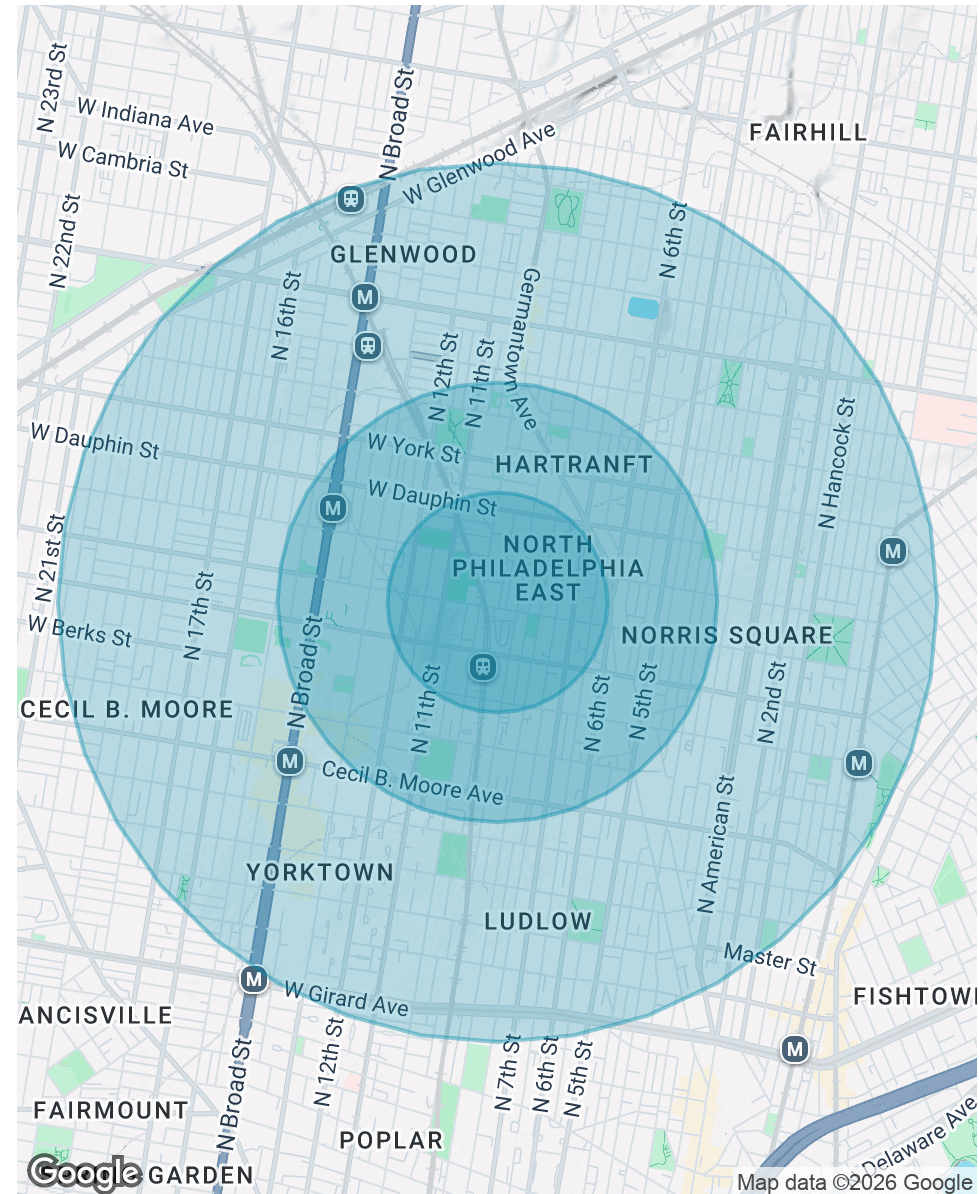 N 23rd St
W Indiana Ave
N Broad St
FAIRHILL
W Cambria St
W Glenwood Ave
N 22nd St
N 6th St
GLENWOOD
M
N 16th St
Germantown Ave
N 12th St
N 11th St
W Dauphin St
W York St
HARTRANFT
N Hancock St
W Dauphin St
M
N 21st St
NORTH
PHILADELPHIA
EAST
M
N 17th St
W Berks St
NORRIS SQUARE
N Broad St
N 11th St
N 6th St
N 5th St
N 2nd St
CECIL B. MOORE
M
Cecil B. Moore Ave
M
N American St
YORKTOWN
LUDLOW
Master St
M
W Girard Ave
FISHTOW
ANCISVILLE
M
N 12th St
N 7th St
N 6th St
N 5th St
N Broad St
FAIRMOUNT
POPLAR
Delaware Ave
GARDEN
Google
Map data ©2026 Google